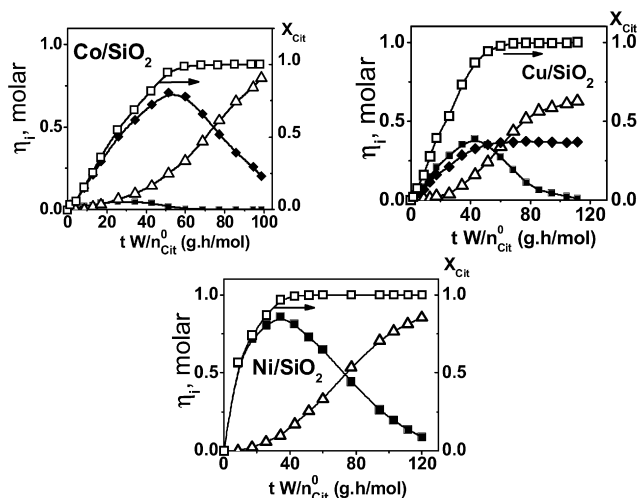 X_Cit
Co/SiO₂
η_i, molar
1.0
0.5
0.0
1.0
0.5
0.0
0 20 40 60 80 100
t W/n⁰_Cit (g.h/mol)
X_Cit
Cu/SiO₂
η_i, molar
1.0
0.5
0.0
1.0
0.5
0.0
0 40 80 120
t W/n⁰_Cit (g.h/mol)
X_Cit
Ni/SiO₂
η_i, molar
1.0
0.5
0.0
1.0
0.5
0.0
0 40 80 120
t W/n⁰_Cit (g.h/mol)